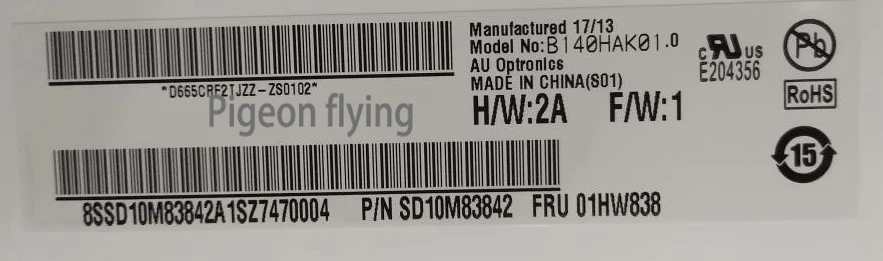 Manufactured 17/13
Model No:B140HAK01.0
AU Optronics
MADE IN CHINA(S01)
H/W:2A F/W:1
c RU US
E204356
Pb
RoHS
15
*D665CRF2TJZZ-ZS0102*
Pigeon flying
8SSD10M83842A1SZ7470004 P/N SD10M83842 FRU 01HW838